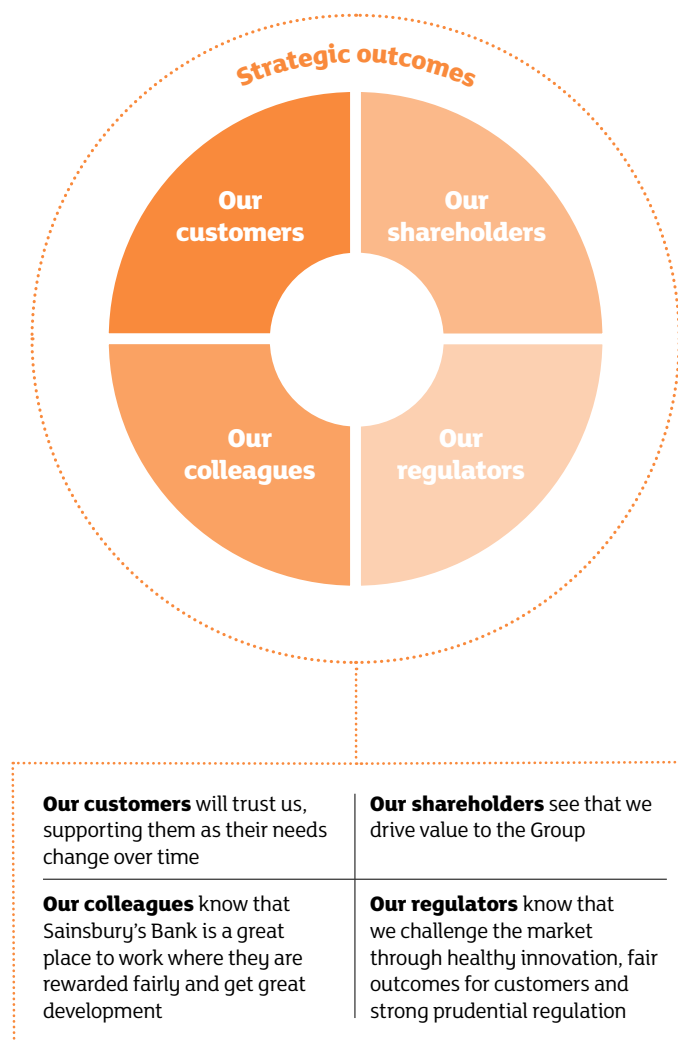 Strategic outcomes
Our
customers
Our
shareholders
Our
colleagues
Our
regulators
Our customers will trust us,
supporting them as their needs
change over time
Our shareholders see that we
drive value to the Group
Our colleagues know that
Sainsbury's Bank is a great
place to work where they are
rewarded fairly and get great
development
Our regulators know that
we challenge the market
through healthy innovation, fair
outcomes for customers and
strong prudential regulation